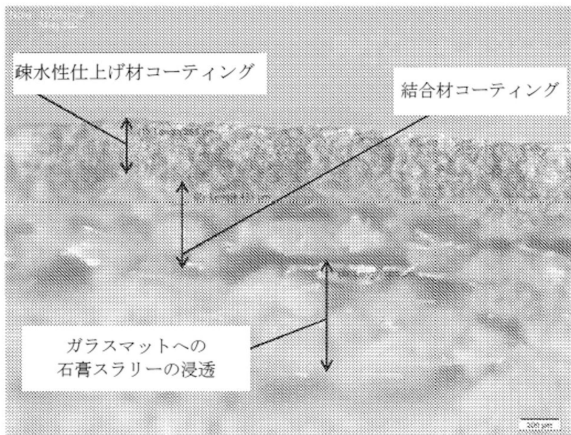 疎水性仕上げ材コーティング
結合材コーティング
ガラスマットへの
石膏スラリーの浸透
200 μm